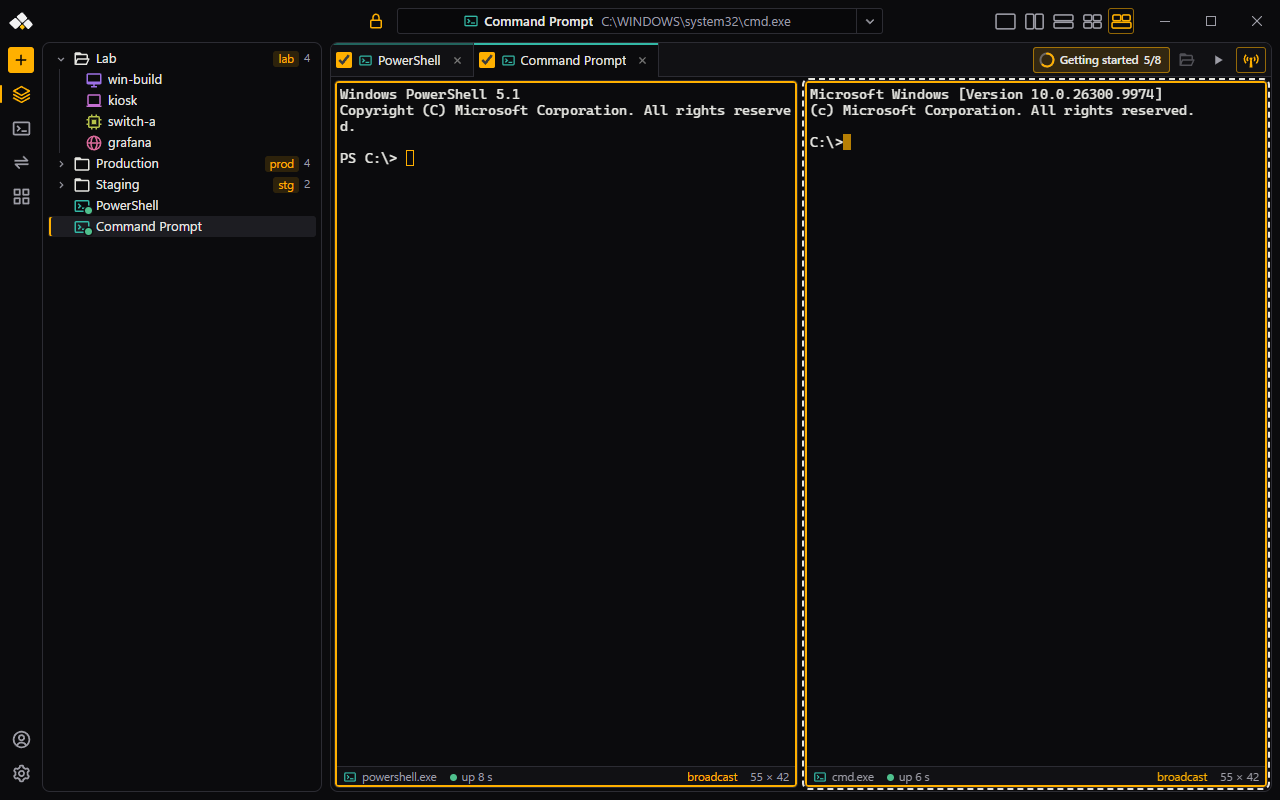 Command Prompt C:\WINDOWS\system32\cmd.exe
Lab lab 4
win-build
kiosk
switch-a
grafana
Production prod 4
Staging stg 2
PowerShell
Command Prompt
PowerShell
Command Prompt
Getting started 5/8
Windows PowerShell 5.1
Copyright (C) Microsoft Corporation. All rights reserve
d.
PS C:\>
powershell.exe up 8 s broadcast 55 × 42
Microsoft Windows [Version 10.0.26300.9974]
(c) Microsoft Corporation. All rights reserved.
C:\>
cmd.exe up 6 s broadcast 55 × 42